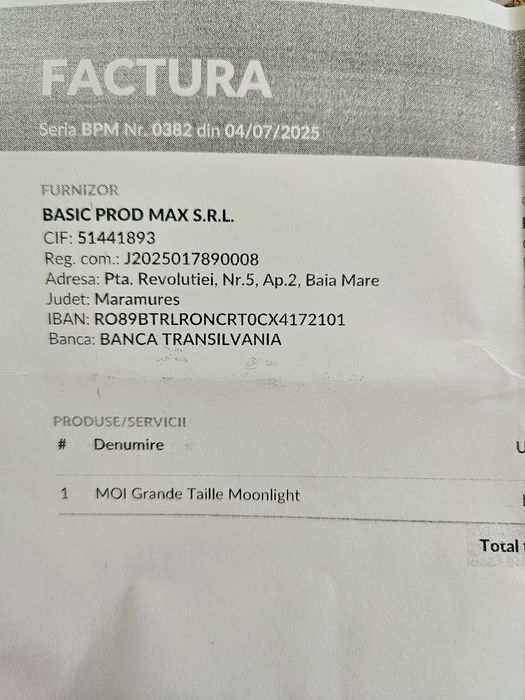 FACTURA
Seria BPM Nr. 0382 din 04/07/2025
FURNIZOR
BASIC PROD MAX S.R.L.
CIF: 51441893
Reg. com.: J2025017890008
Adresa: Pta. Revolutiei, Nr.5, Ap.2, Baia Mare
Judet: Maramures
IBAN: RO89BTRLRONCRT0CX4172101
Banca: BANCA TRANSILVANIA
PRODUSE/SERVICII
# Denumire
1 MOI Grande Taille Moonlight
Total